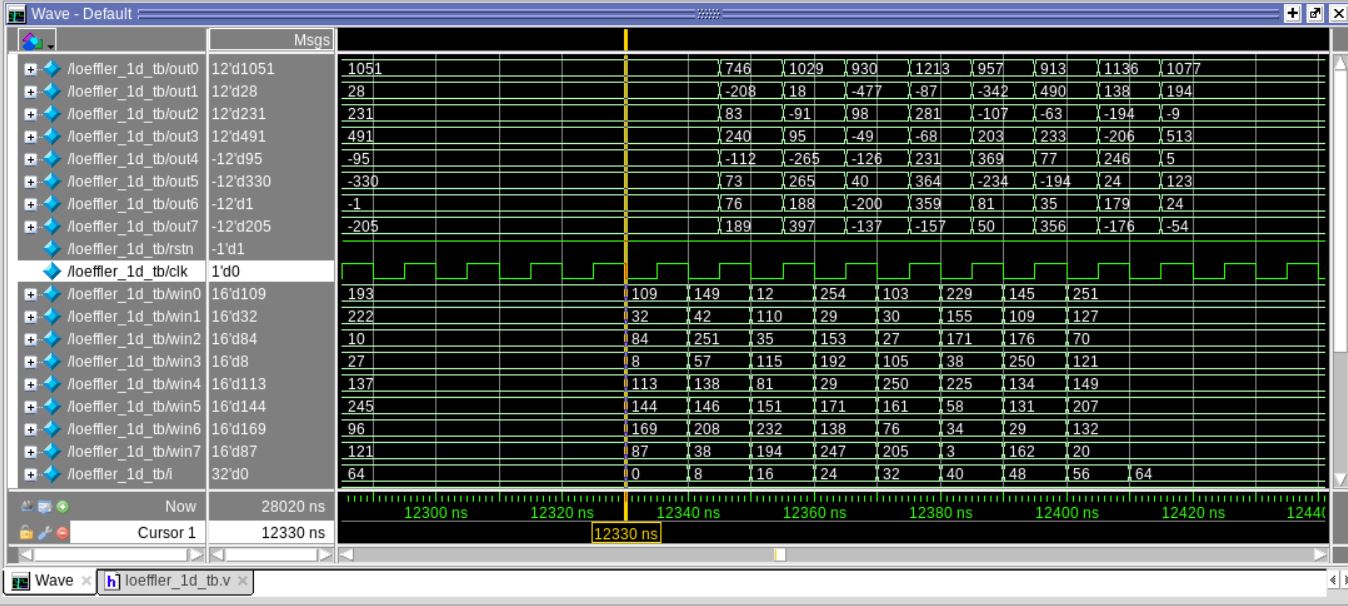 Wave - Default
Msgs
/loeffler_1d_tb/out0 12'd1051 1051 746 1029 930 1213 957 913 1136 1077
/loeffler_1d_tb/out1 12'd28 28 -208 18 -477 -87 -342 490 138 194
/loeffler_1d_tb/out2 12'd231 231 83 -91 98 281 -107 -63 -194 -9
/loeffler_1d_tb/out3 12'd491 491 240 95 -49 -68 203 233 -206 513
/loeffler_1d_tb/out4 -12'd95 -95 -112 -265 -126 231 369 77 246 5
/loeffler_1d_tb/out5 -12'd330 -330 73 265 40 364 -234 -194 24 123
/loeffler_1d_tb/out6 -12'd1 -1 76 188 -200 359 81 35 179 24
/loeffler_1d_tb/out7 -12'd205 -205 189 397 -137 -157 50 356 -176 -54
/loeffler_1d_tb/rstn -1'd1
/loeffler_1d_tb/clk 1'd0
/loeffler_1d_tb/win0 16'd109 193 109 149 12 254 103 229 145 251
/loeffler_1d_tb/win1 16'd32 222 32 42 110 29 30 155 109 127
/loeffler_1d_tb/win2 16'd84 10 84 251 35 153 27 171 176 70
/loeffler_1d_tb/win3 16'd8 27 8 57 115 192 105 38 250 121
/loeffler_1d_tb/win4 16'd113 137 113 138 81 29 250 225 134 149
/loeffler_1d_tb/win5 16'd144 245 144 146 151 171 161 58 131 207
/loeffler_1d_tb/win6 16'd169 96 169 208 232 138 76 34 29 132
/loeffler_1d_tb/win7 16'd87 121 87 38 194 247 205 3 162 20
/loeffler_1d_tb/i 32'd0 64 0 8 16 24 32 40 48 56 64
Now 28020 ns 12300 ns 12320 ns 12340 ns 12360 ns 12380 ns 12400 ns 12420 ns 12440
Cursor 1 12330 ns 12330 ns
Wave loeffler_1d_tb.v